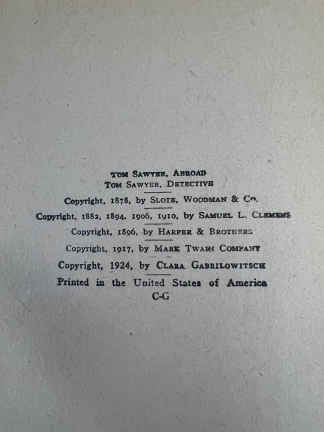 TOM SAWYER, ABROAD
TOM SAWYER, DETECTIVE
Copyright, 1878, by SLOTE, WOODMAN & CO.
Copyright, 1882, 1894, 1906, 1910, by SAMUEL L. CLEMENS
Copyright, 1896, by HARPER & BROTHERS
Copyright, 1917, by MARK TWAIN COMPANY
Copyright, 1924, by CLARA GABRILOWITSCH
Printed in the United States of America
C-G